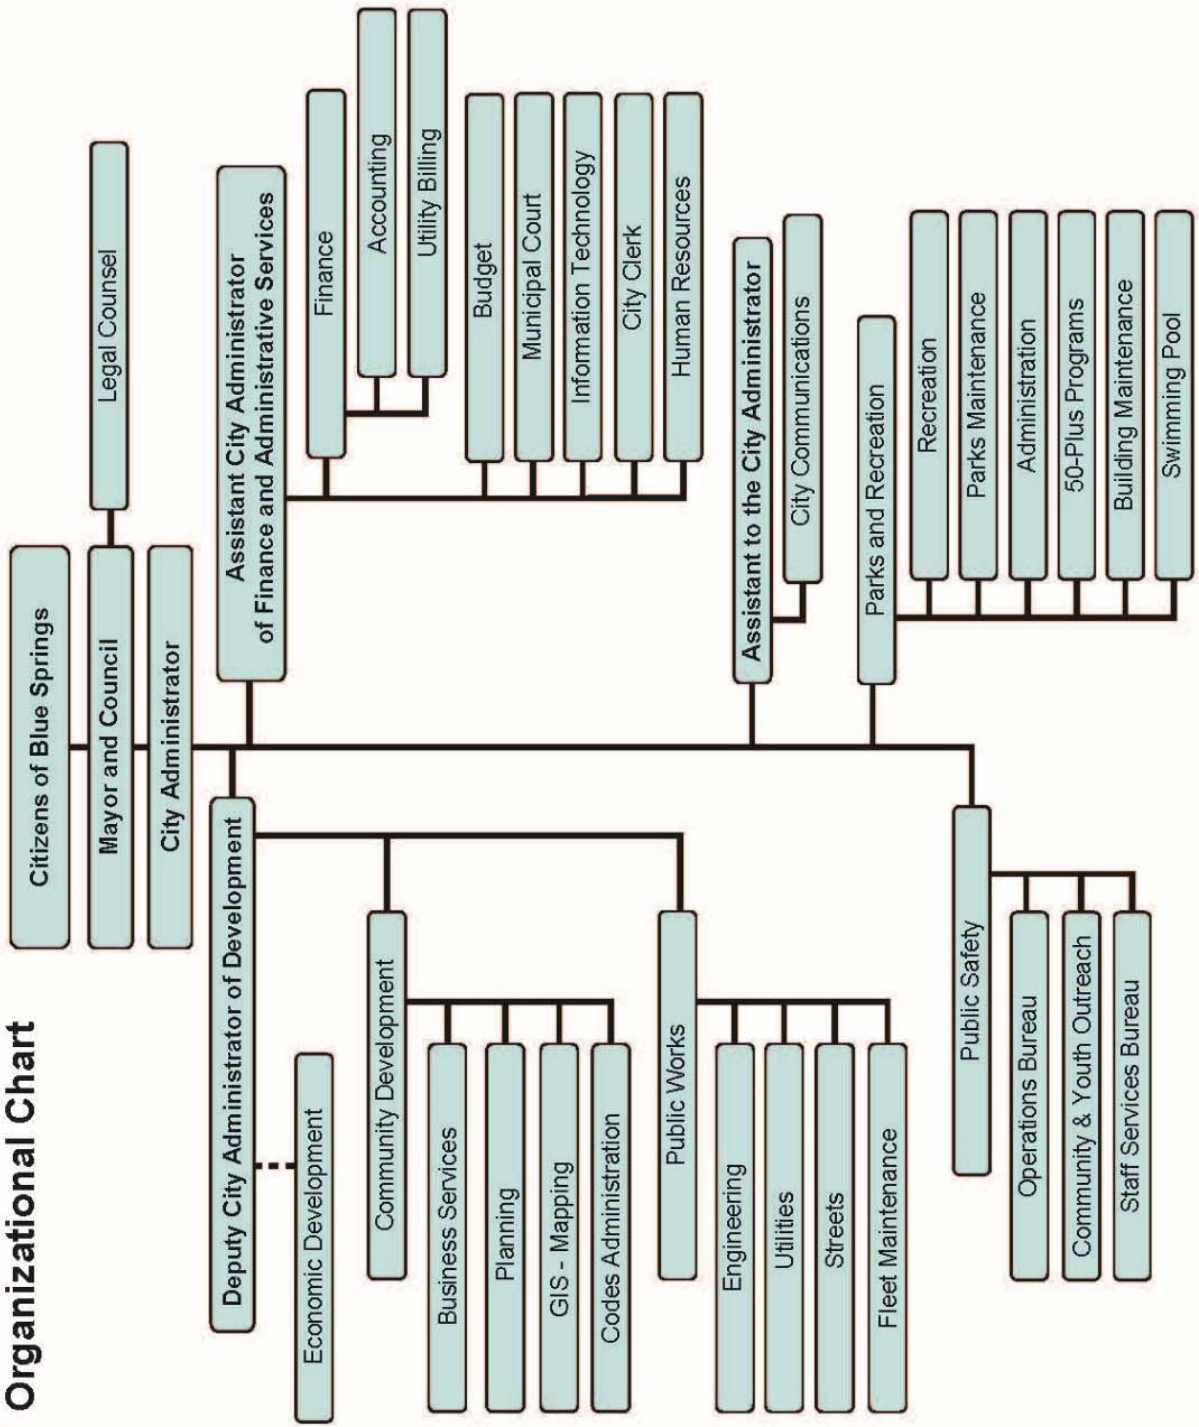 Organizational Chart
Citizens of Blue Springs
Mayor and Council
Legal Counsel
City Administrator
Deputy City Administrator of Development
Economic Development
Community Development
Business Services
Planning
GIS - Mapping
Codes Administration
Public Works
Engineering
Utilities
Streets
Fleet Maintenance
Assistant City Administrator
of Finance and Administrative Services
Finance
Accounting
Utility Billing
Budget
Municipal Court
Information Technology
City Clerk
Human Resources
Assistant to the City Administrator
City Communications
Parks and Recreation
Recreation
Parks Maintenance
Administration
50-Plus Programs
Building Maintenance
Swimming Pool
Public Safety
Operations Bureau
Community & Youth Outreach
Staff Services Bureau